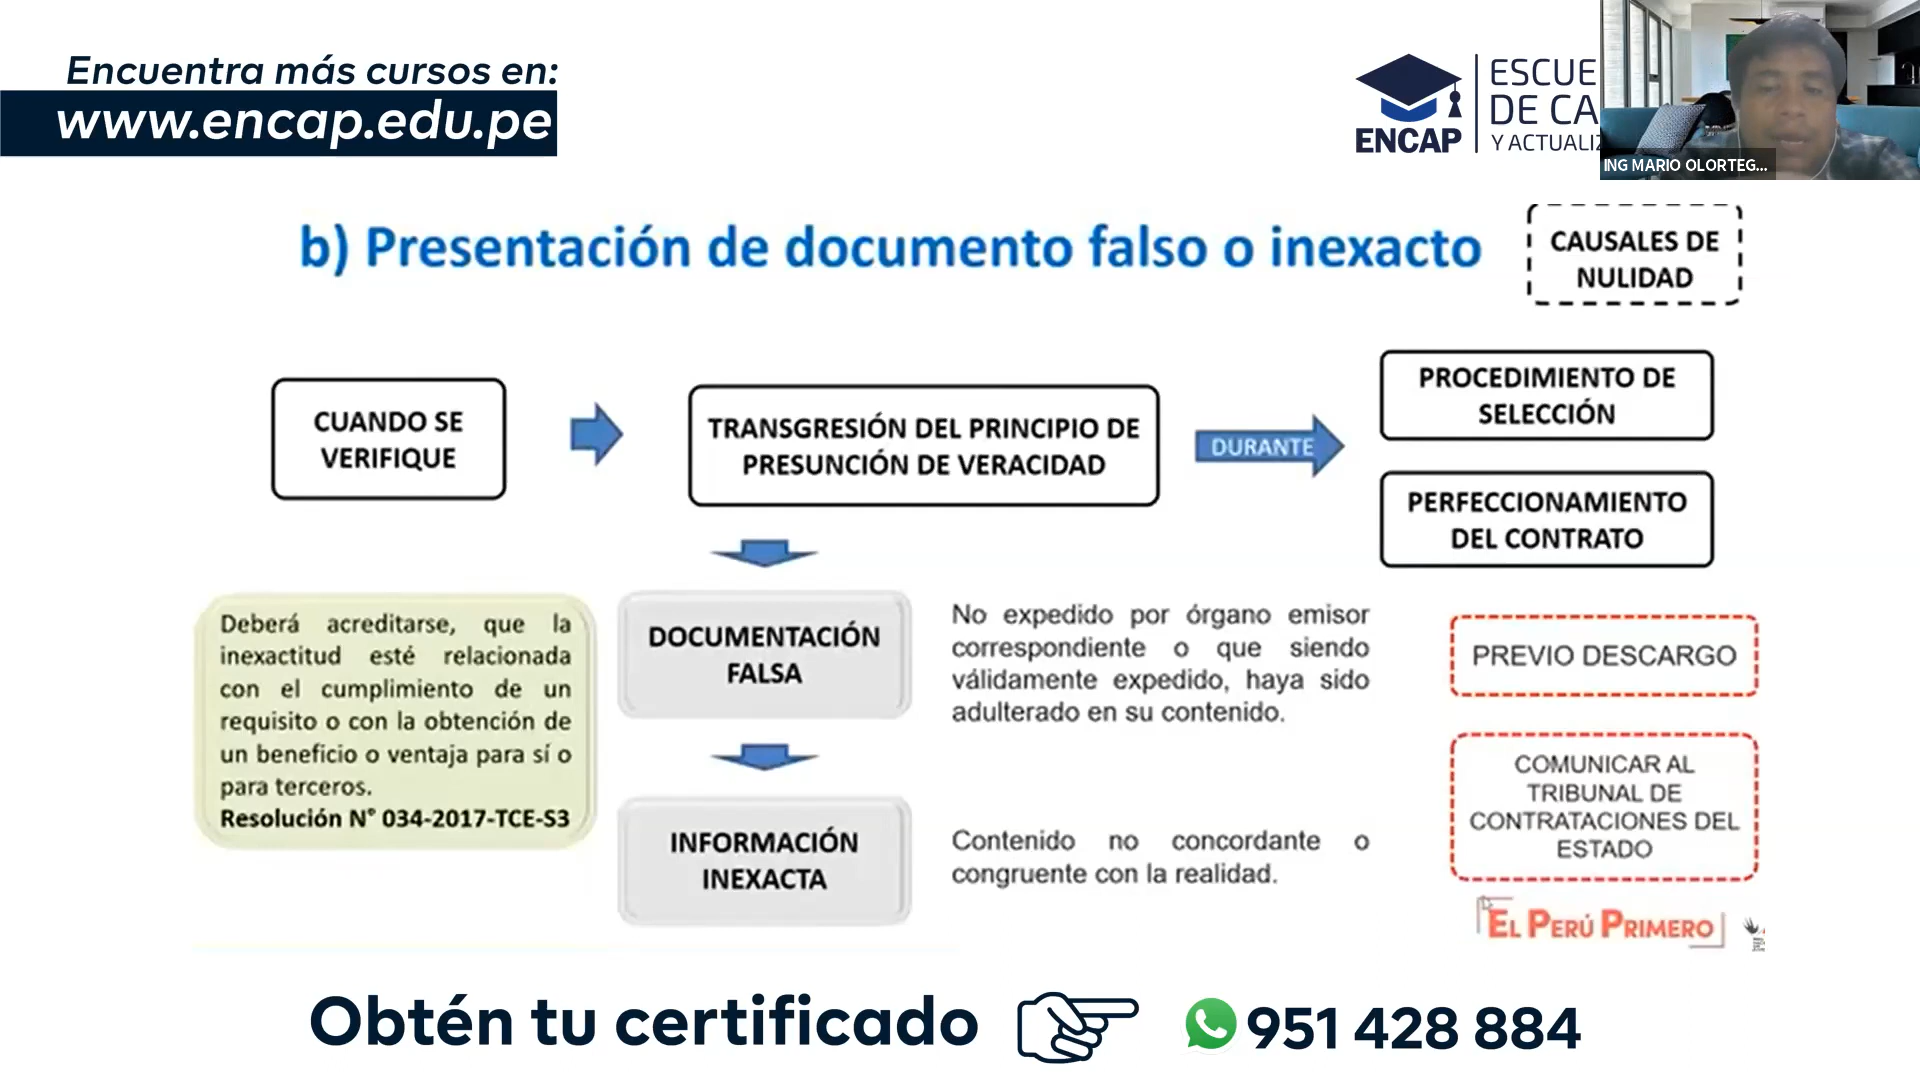 Encuentra más cursos en:
www.encap.edu.pe
ENCAP
ESCUE
DE CA
Y ACTUALIZ
ING MARIO OLORTEG...
b) Presentación de documento falso o inexacto
CAUSALES DE
NULIDAD
CUANDO SE
VERIFIQUE
TRANSGRESIÓN DEL PRINCIPIO DE
PRESUNCIÓN DE VERACIDAD
DURANTE
PROCEDIMIENTO DE
SELECCIÓN
PERFECCIONAMIENTO
DEL CONTRATO
Deberá acreditarse, que la
inexactitud esté relacionada
con el cumplimiento de un
requisito o con la obtención de
un beneficio o ventaja para sí o
para terceros.
Resolución N° 034-2017-TCE-S3
DOCUMENTACIÓN
FALSA
No expedido por órgano emisor
correspondiente o que siendo
válidamente expedido, haya sido
adulterado en su contenido.
INFORMACIÓN
INEXACTA
Contenido no concordante o
congruente con la realidad.
PREVIO DESCARGO
COMUNICAR AL
TRIBUNAL DE
CONTRATACIONES DEL
ESTADO
EL PERÚ PRIMERO
Obtén tu certificado
951 428 884